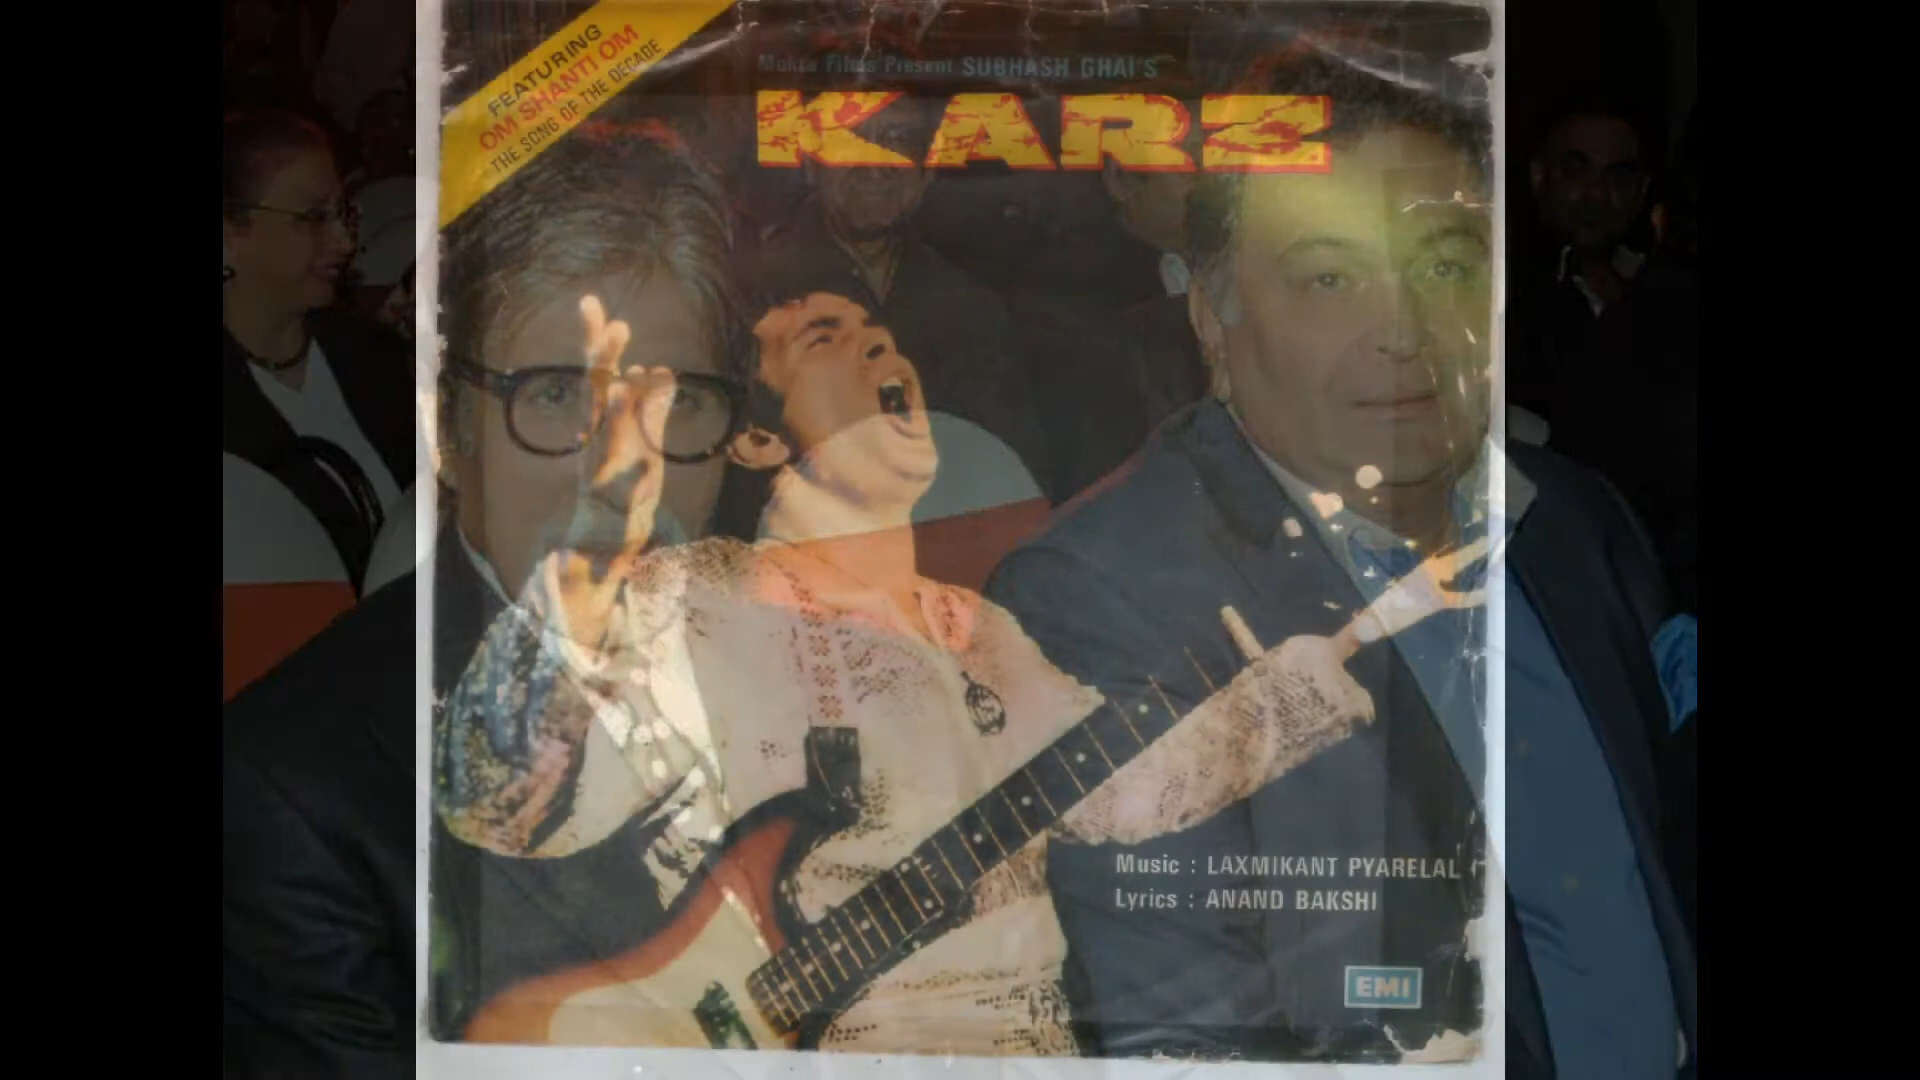 FEATURING
OM SHANTI OM
THE SONG OF THE DECADE
Mukta Films Present SUBHASH GHAI'S
KARZ
Music : LAXMIKANT PYARELAL
Lyrics : ANAND BAKSHI
EMI